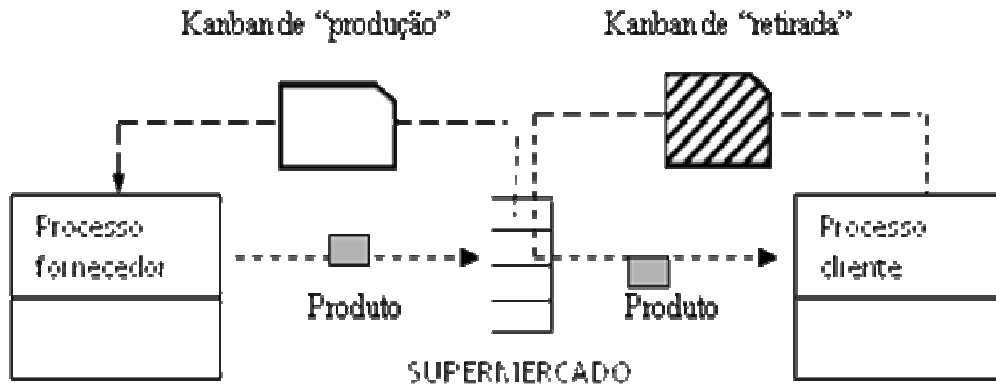 Kanban de “produção”
Kanban de “retirada”
Processo
fornecedor
Processo
cliente
Produto
Produto
SUPERMERCADO